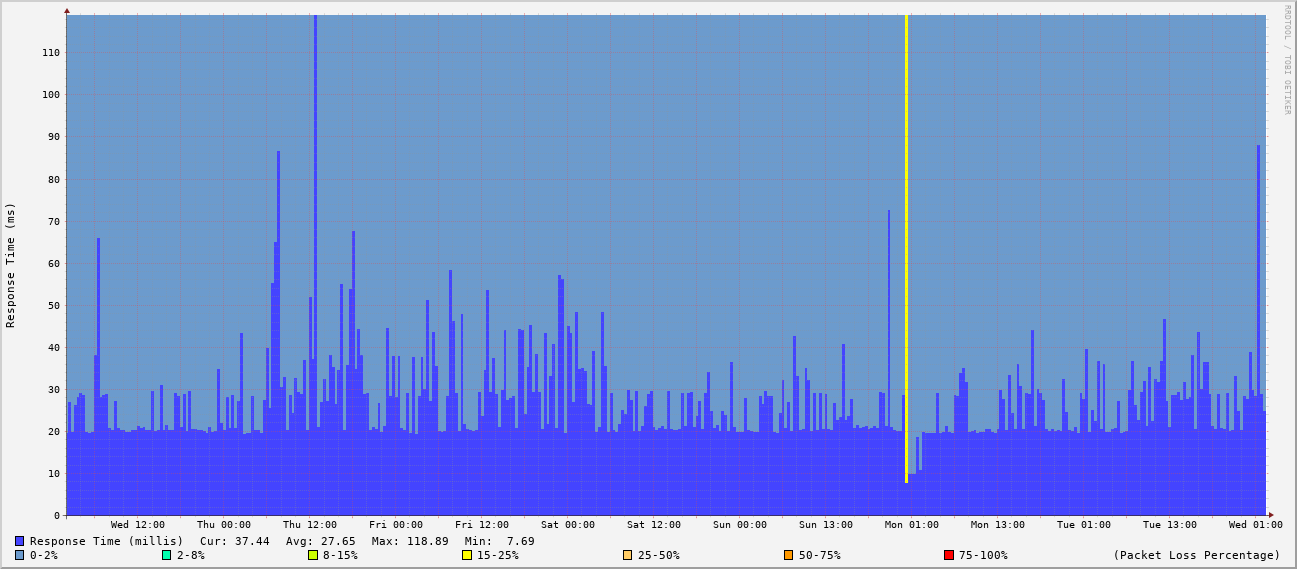 RRDTOOL / TOBI OETIKER
Response Time (ms)
110
100
90
80
70
60
50
40
30
20
10
0
Wed 12:00 Thu 00:00 Thu 12:00 Fri 00:00 Fri 12:00 Sat 00:00 Sat 12:00 Sun 00:00 Sun 13:00 Mon 01:00 Mon 13:00 Tue 01:00 Tue 13:00 Wed 01:00
Response Time (millis) Cur: 37.44 Avg: 27.65 Max: 118.89 Min: 7.69
0-2% 2-8% 8-15% 15-25% 25-50% 50-75% 75-100% (Packet Loss Percentage)